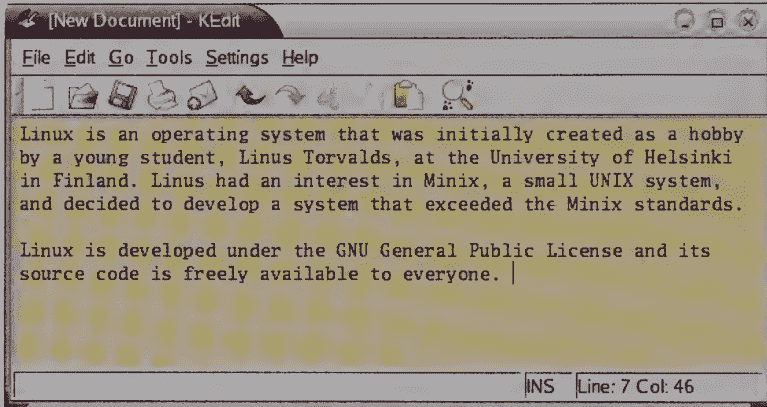 [New Document] - KEdit
File Edit Go Tools Settings Help
Linux is an operating system that was initially created as a hobby
by a young student, Linus Torvalds, at the University of Helsinki
in Finland. Linus had an interest in Minix, a small UNIX system,
and decided to develop a system that exceeded the Minix standards.
Linux is developed under the GNU General Public License and its
source code is freely available to everyone.
INS Line: 7 Col: 46